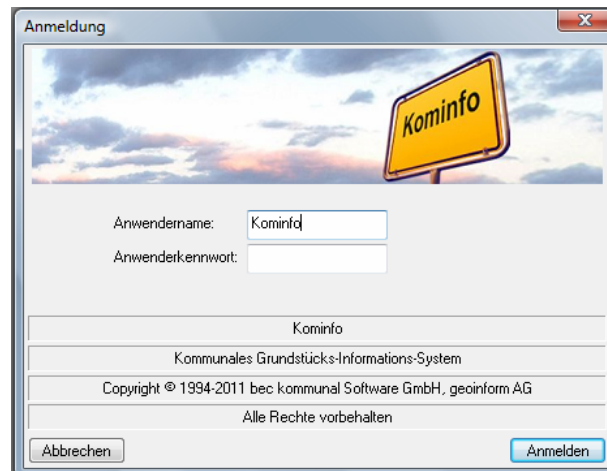 Anmeldung
Kominfo
Anwendername: Kominfo
Anwenderkennwort:
Kominfo
Kommunales Grundstücks-Informations-System
Copyright © 1994-2011 bec kommunal Software GmbH, geoinform AG
Alle Rechte vorbehalten
Abbrechen Anmelden